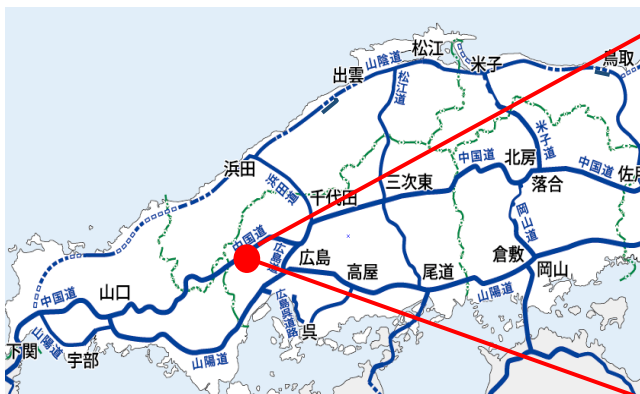 松江
米子
鳥取
山陰道
出雲
松江道
浜田
浜田道
千代田
三次東
中国道
北房
米子道
落合
中国道
佐用
中国道
広島道
広島
高屋
尾道
岡山道
倉敷
岡山
山陽道
広島呉道路
呉
中国道
山口
山陽道
下関
宇部
山陽道